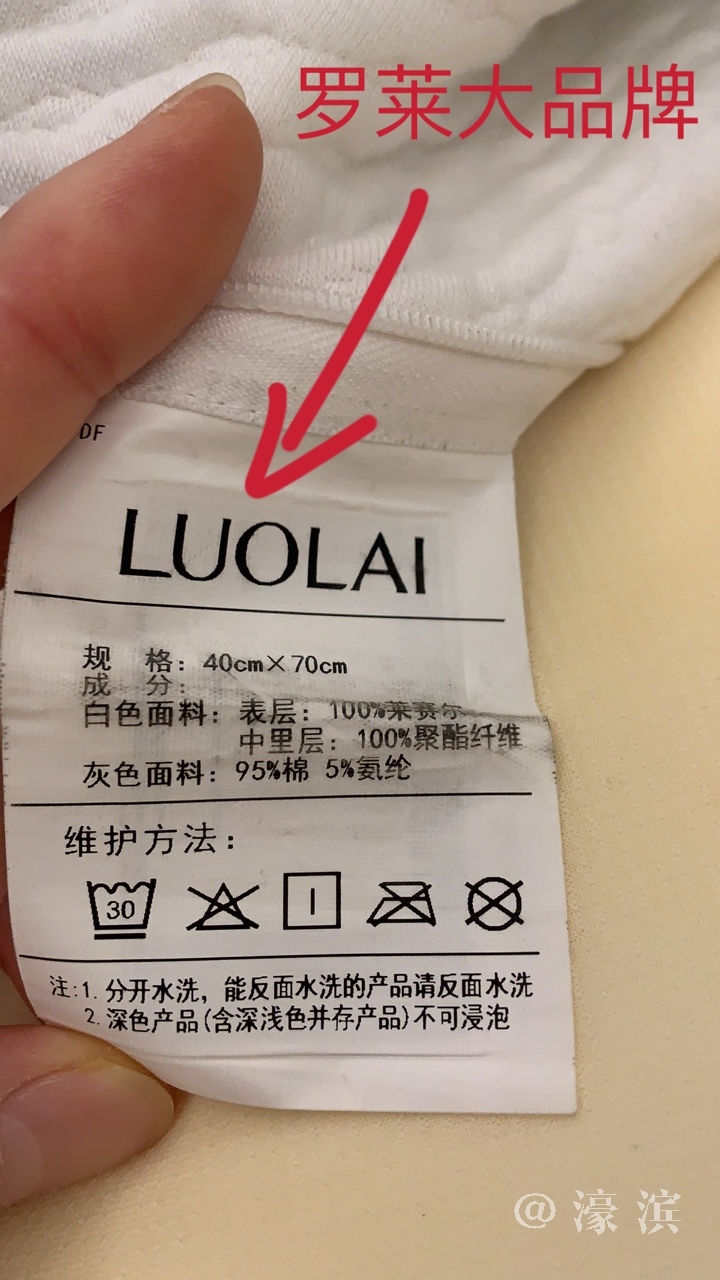 罗莱大品牌
DF
LUOLAI
规 格：40cm×70cm
成 分：
白色面料：表层：100%莱赛尔
中里层：100%聚酯纤维
灰色面料：95%棉 5%氨纶
维护方法：
30
注:1. 分开水洗，能反面水洗的产品请反面水洗
2. 深色产品(含深浅色并存产品)不可浸泡
@濠滨